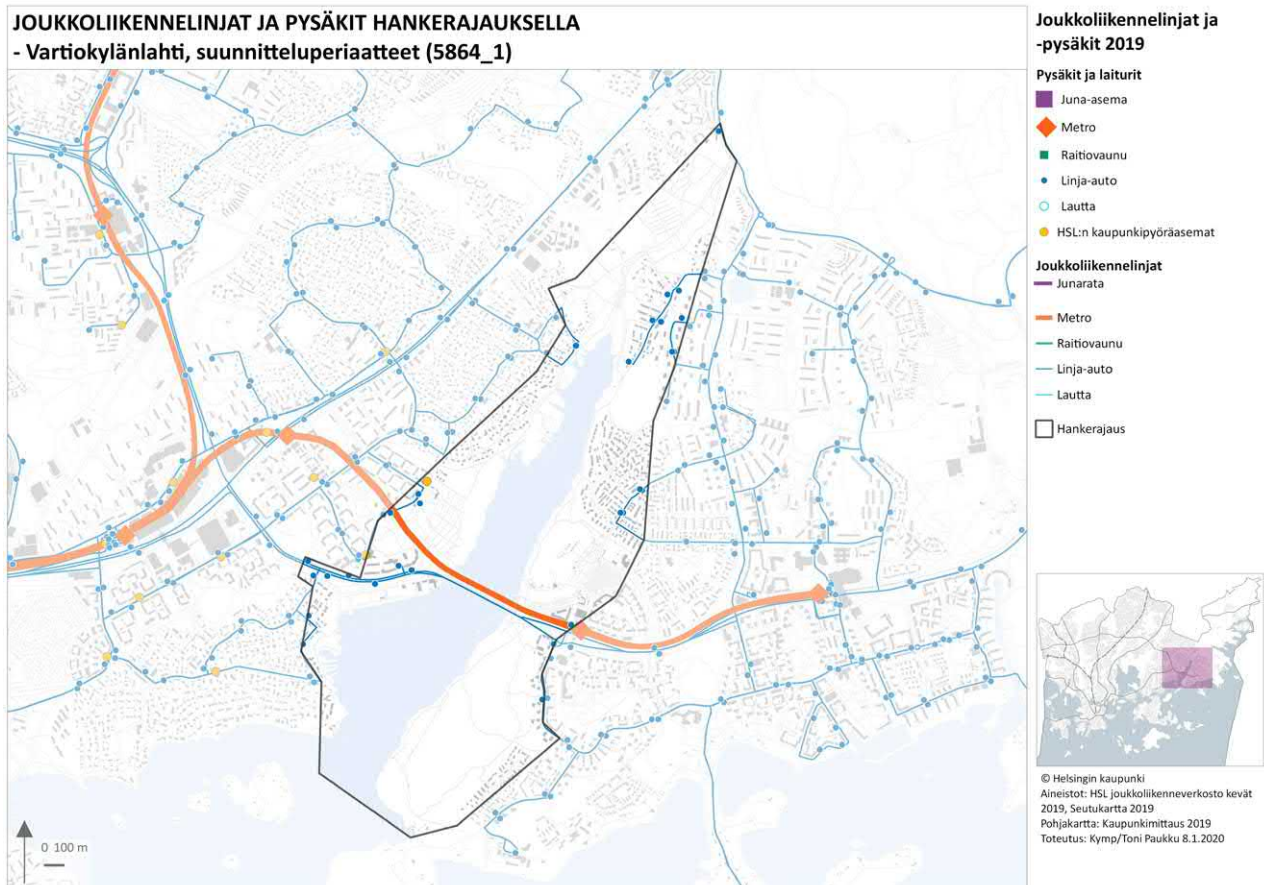 JOUKKOLIIKENNELINJAT JA PYSÄKIT HANKERAJAUKSELLA
- Vartiokylänlahti, suunnitteluperiaatteet (5864_1)
0 100 m
Joukkoliikennelinjat ja
-pysäkit 2019
Pysäkit ja laiturit
Juna-asema
Metro
Raitiovaunu
Linja-auto
Lautta
HSL:n kaupunkipyöräasemat
Joukkoliikennelinjat
Junarata
Metro
Raitiovaunu
Linja-auto
Lautta
Hankerajaus
© Helsingin kaupunki
Aineistot: HSL joukkoliikenneverkosto kevät
2019, Seutukartta 2019
Pohjakartta: Kaupunkimittaus 2019
Toteutus: Kymp/Toni Paukku 8.1.2020